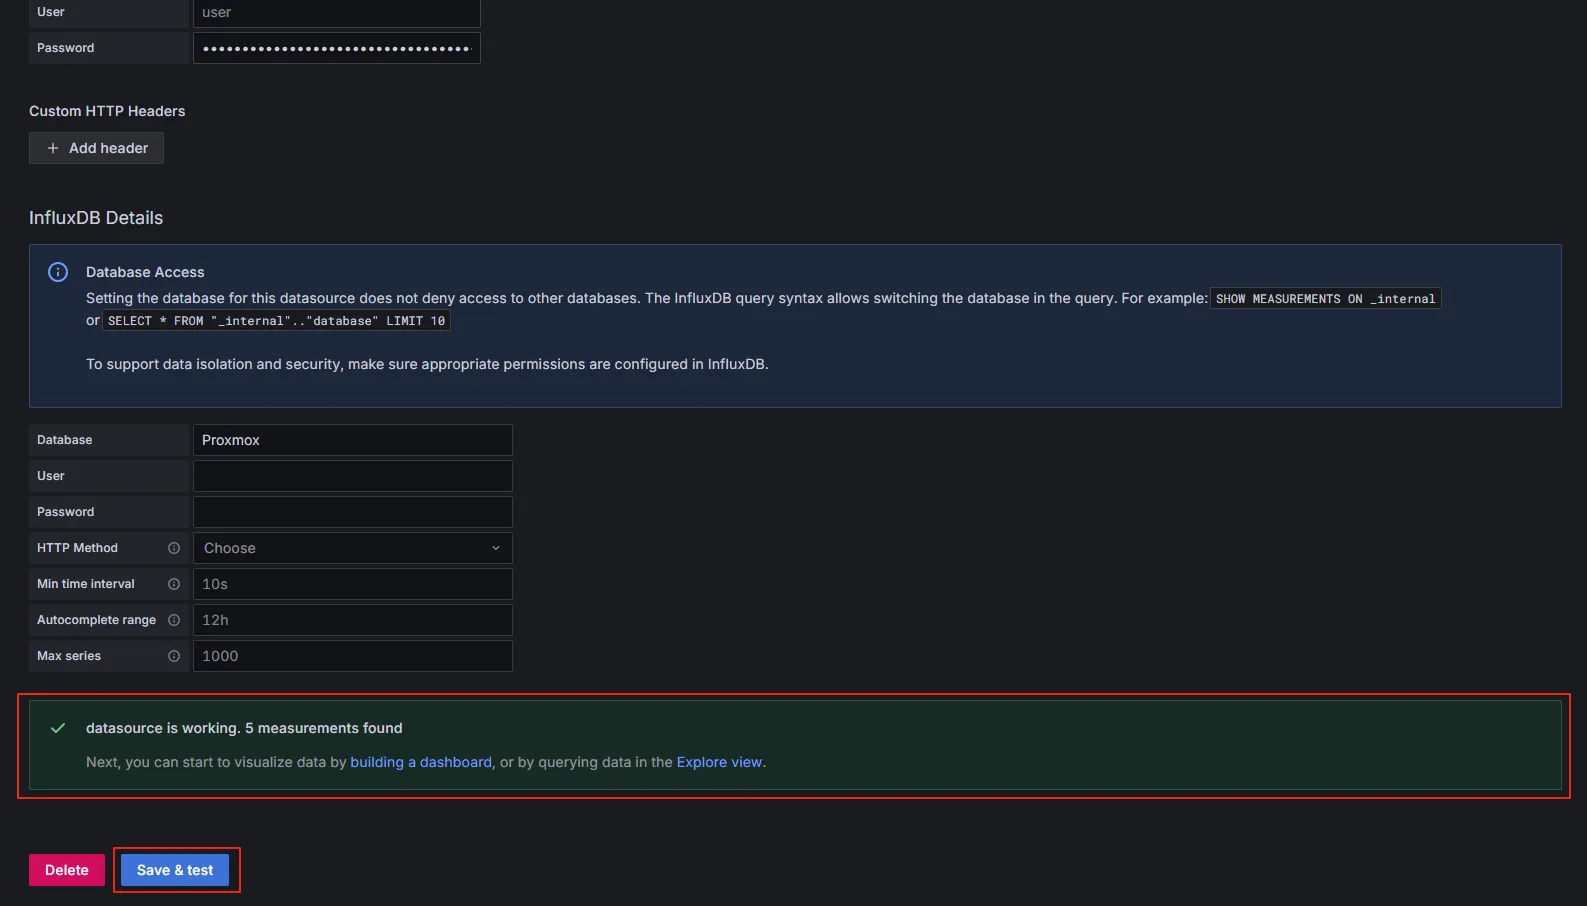 User
user
Password
••••••••••••••••••••••••••••••••••
Custom HTTP Headers
+ Add header
InfluxDB Details
Database Access
Setting the database for this datasource does not deny access to other databases. The InfluxDB query syntax allows switching the database in the query. For example: SHOW MEASUREMENTS ON _internal
or SELECT * FROM "_internal".."database" LIMIT 10
To support data isolation and security, make sure appropriate permissions are configured in InfluxDB.
Database
Proxmox
User
Password
HTTP Method
Choose
Min time interval
10s
Autocomplete range
12h
Max series
1000
datasource is working. 5 measurements found
Next, you can start to visualize data by building a dashboard, or by querying data in the Explore view.
Delete
Save & test